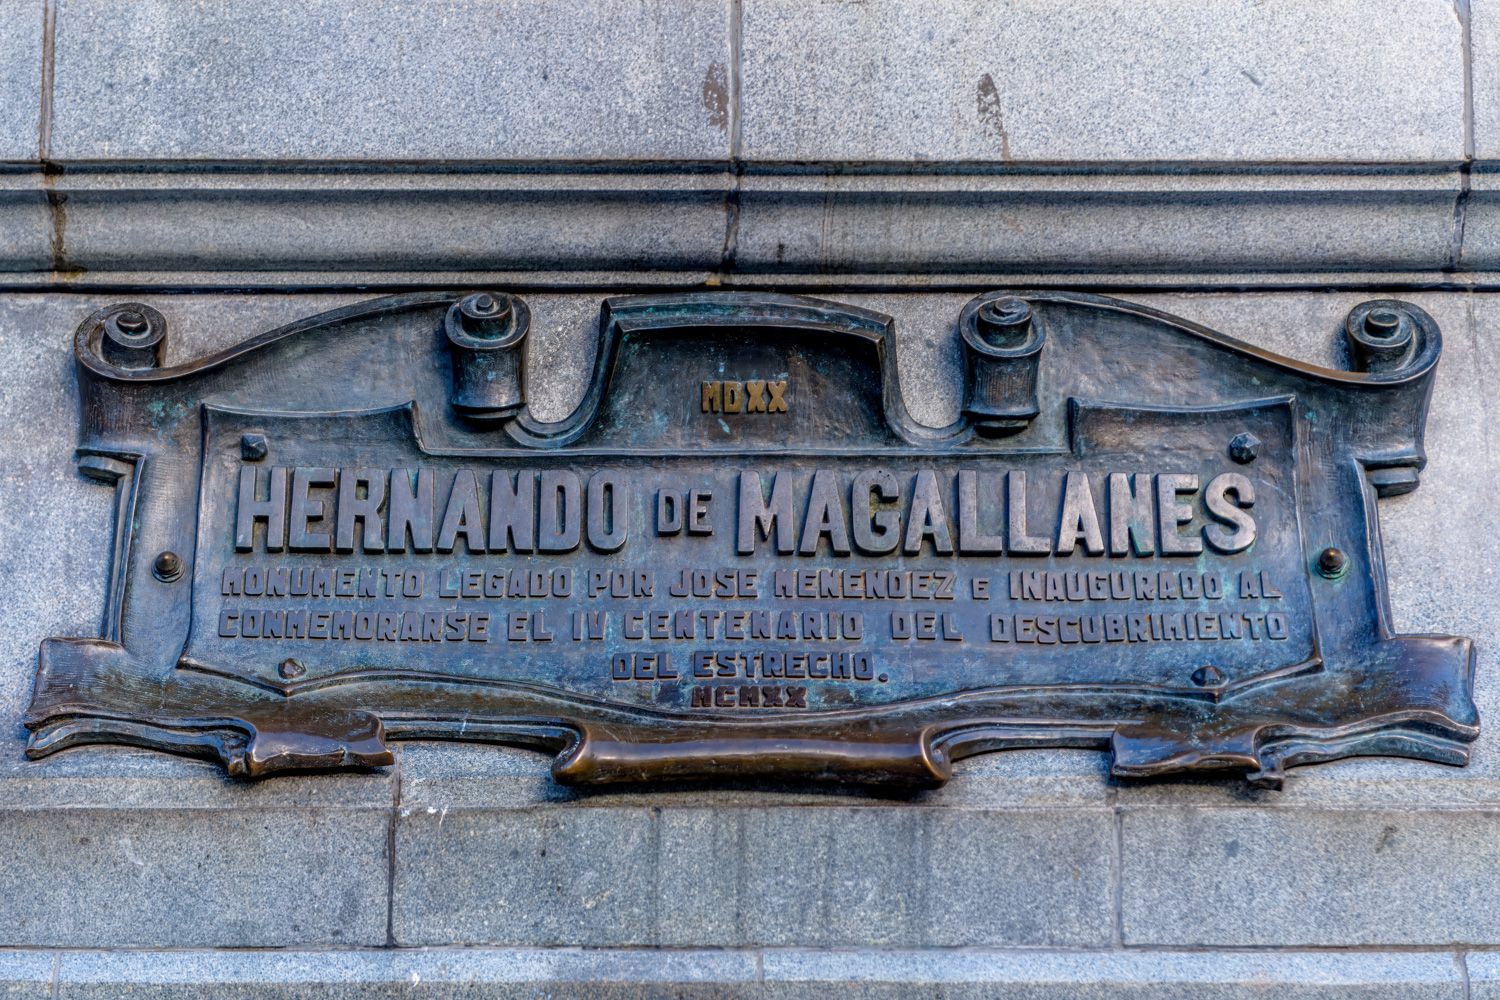 MDXX
HERNANDO DE MAGALLANES
MONUMENTO LEGADO POR JOSE MENENDEZ E INAUGURADO AL
CONMEMORARSE EL IV CENTENARIO DEL DESCUBRIMIENTO
DEL ESTRECHO.
MCMXX